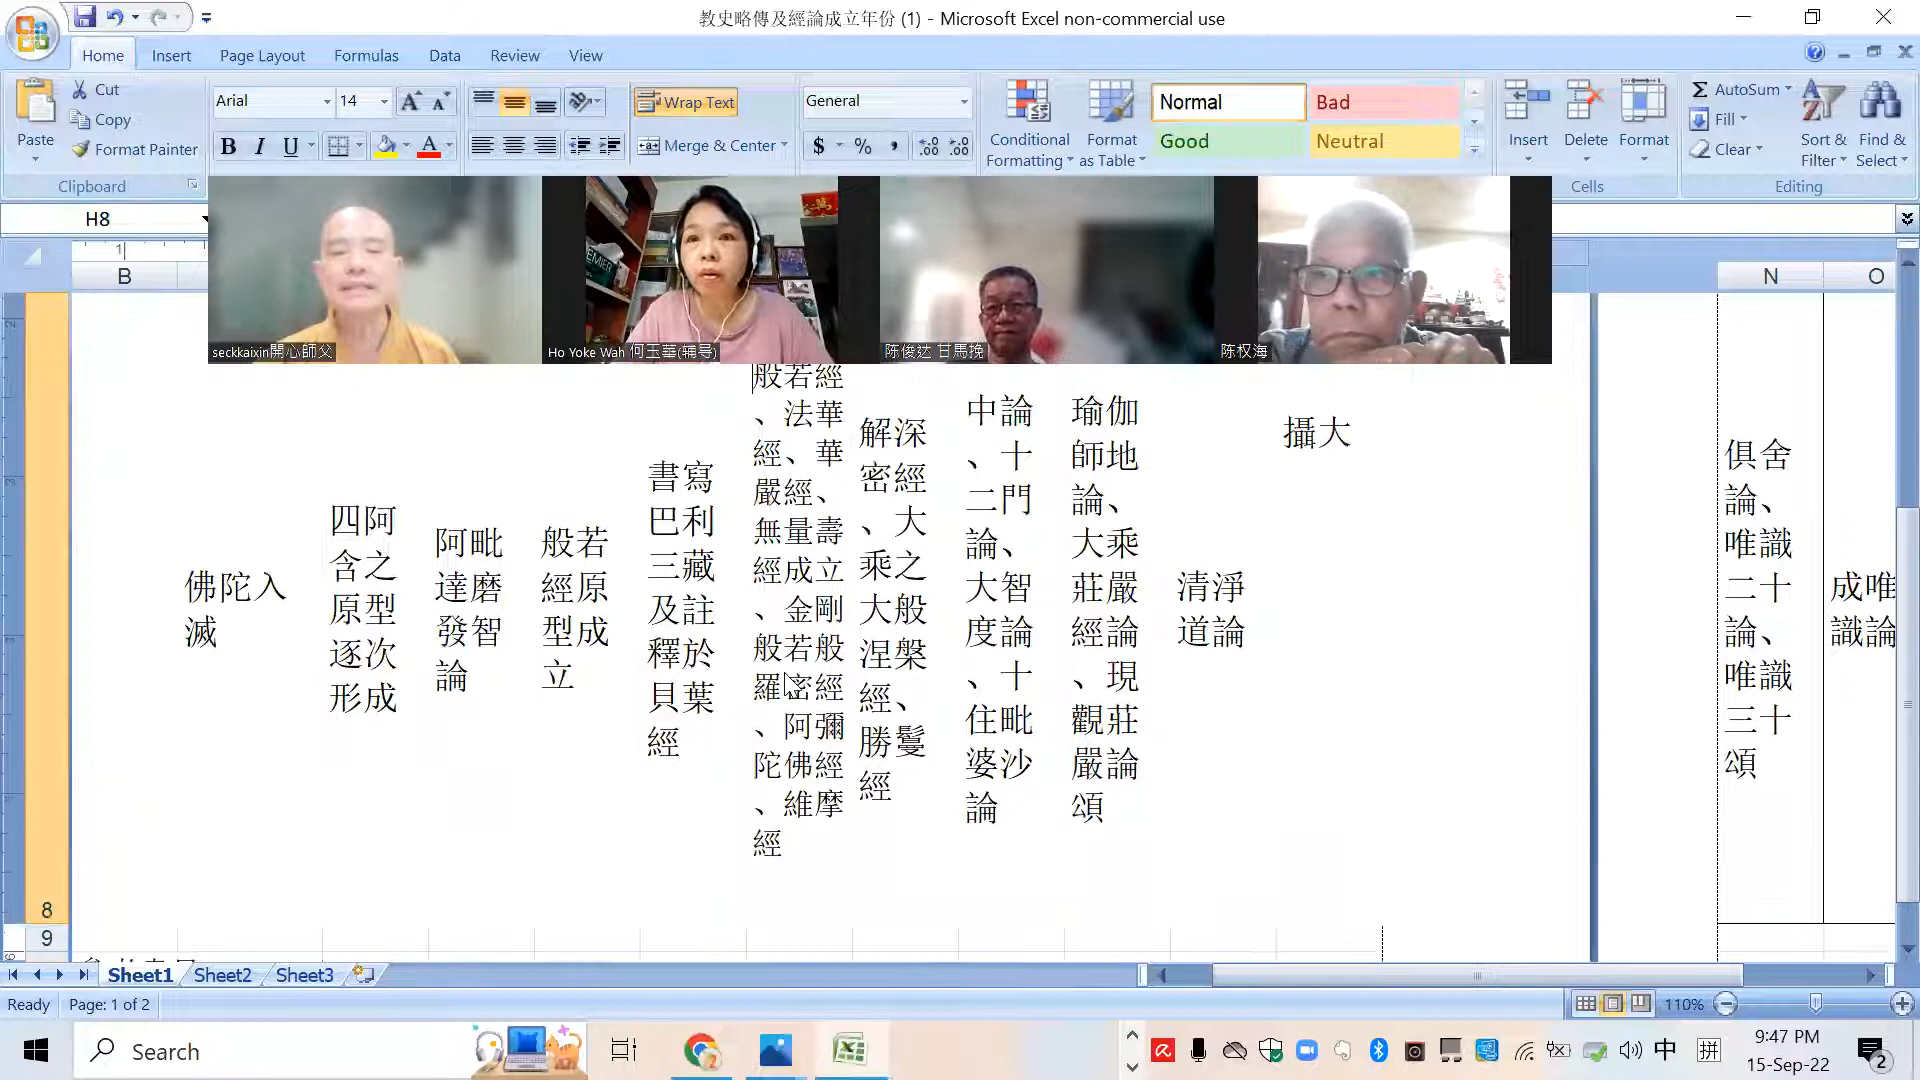 教史略傳及經論成立年份 (1) - Microsoft Excel non-commercial use
Home Insert Page Layout Formulas Data Review View
Paste
Cut
Copy
Format Painter
Clipboard
Arial 14
B I U
Wrap Text
Merge & Center
General
$ % ,
Conditional Formatting
Format as Table
Normal
Bad
Good
Neutral
Insert Delete Format
Cells
AutoSum
Fill
Clear
Sort & Filter
Find & Select
Editing
H8
1
B N O
seckkaixin開心師父
Ho Yoke Wah 何玉華(辅导)
陈俊达 甘馬挽
陈权海
佛陀入
滅
四阿
含之
原型
逐次
形成
阿毗
達磨
發智
論
般若
經原
型成
立
書寫
巴利
三藏
及註
釋於
貝葉
經
般若經
、法華
經、華
嚴經、
無量壽
經成立
、金剛
般若般
羅密經
、阿彌
陀佛經
、維摩
經
解深
密經
、大
乘之
大般
涅槃
經、
勝鬘
經
中論
、十
二門
論、
大智
度論
、十
住毗
婆沙
論
瑜伽
師地
論、
大乘
莊嚴
經論
、現
觀莊
嚴論
頌
清淨
道論
攝大
俱舍
論、
唯識
二十
論、
唯識
三十
頌
成唯
識論
8
9
Sheet1 Sheet2 Sheet3
Ready Page: 1 of 2
110%
Search
中
拼
9:47 PM
15-Sep-22
2